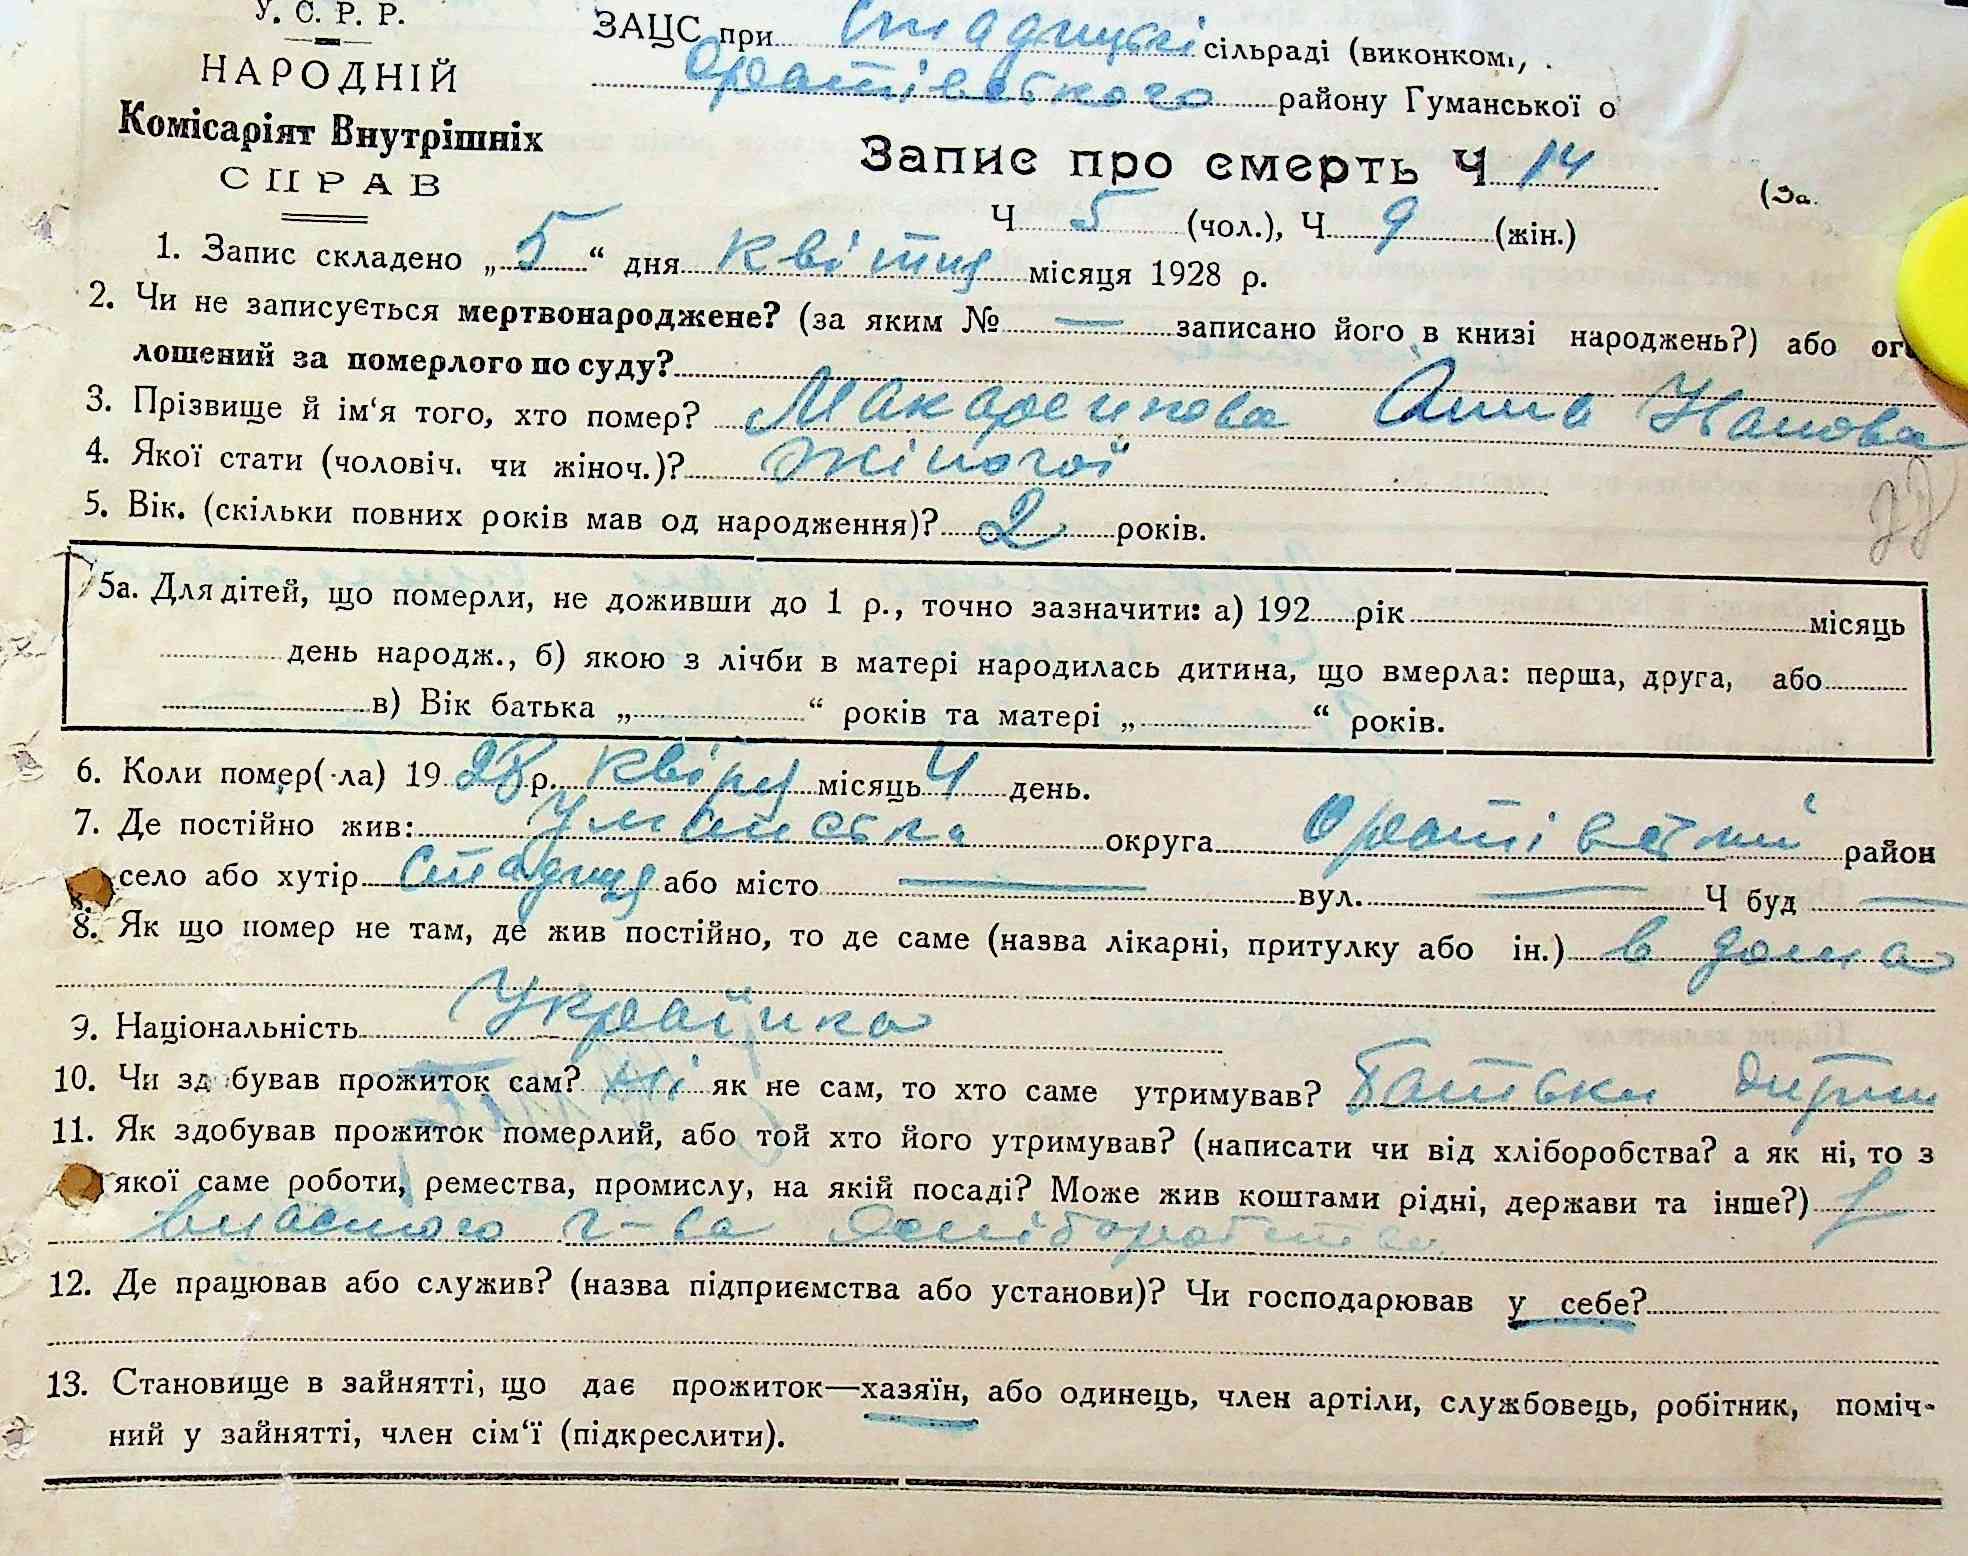 У. С. Р. Р.
НАРОДНІЙ
Комісаріят Внутрішніх
СПРАВ
ЗАЦС при Стадницькі сільраді (виконкомі,
Оратівського району Гуманської о
Запис про смерть Ч 14
(За
Ч 5 (чол.), Ч 9 (жін.)
1. Запис складено „5“ дня квітня місяця 1928 р.
2. Чи не записується мертвонароджене? (за яким № — записано його в книзі народжень?) або ого
лошений за померлого по суду?
3. Прізвище й ім‘я того, хто помер? Анна
4. Якої стати (чоловіч. чи жіноч.)? Жіночої
5. Вік. (скільки повних років мав од народження)? 2 років.
5а. Для дітей, що померли, не доживши до 1 р., точно зазначити: а) 192 рік місяць
день народж., б) якою з лічби в матері народилась дитина, що вмерла: перша, друга, або
в) Вік батька „ “ років та матері „ “ років.
6. Коли помер(-ла) 1928 р. місяць 4 день.
7. Де постійно жив: Уманська округа Оратівський район
село або хутір Стадниця або місто — вул. — Ч буд —
8. Як що помер не там, де жив постійно, то де саме (назва лікарні, притулку або ін.) в дома
9. Національність Українка
10. Чи здобував прожиток сам? Ні як не сам, то хто саме утримував? Батьки
11. Як здобував прожиток померлий, або той хто його утримував? (написати чи від хліборобства? а як ні, то з
якої саме роботи, ремества, промислу, на якій посаді? Може жив коштами рідні, держави та інше?) З
власного г-ва хліборобства
12. Де працював або служив? (назва підприємства або установи)? Чи господарював у себе?
13. Становище в зайнятті, що дає прожиток—хазяїн, або одинець, член артіли, службовець, робітник, поміч-
ний у зайнятті, член сім‘ї (підкреслити).